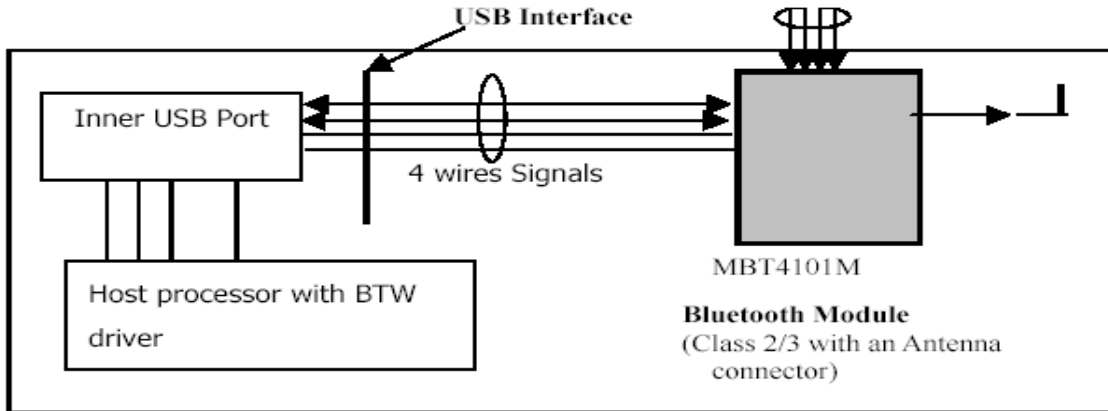 USB Interface
Inner USB Port
4 wires Signals
MBT4101M
Host processor with BTW
driver
Bluetooth Module
(Class 2/3 with an Antenna
connector)